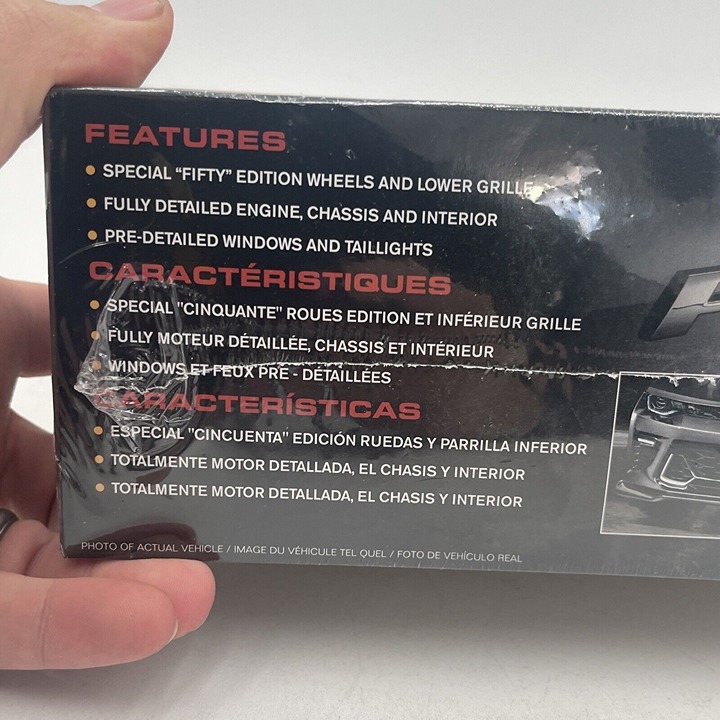 FEATURES
• SPECIAL “FIFTY” EDITION WHEELS AND LOWER GRILLE
• FULLY DETAILED ENGINE, CHASSIS AND INTERIOR
• PRE-DETAILED WINDOWS AND TAILLIGHTS
CARACTÉRISTIQUES
• SPECIAL "CINQUANTE" ROUES EDITION ET INFÉRIEUR GRILLE
• FULLY MOTEUR DÉTAILLÉE, CHASSIS ET INTÉRIEUR
• WINDOWS ET FEUX PRE - DÉTAILLÉES
CARACTERÍSTICAS
• ESPECIAL "CINCUENTA" EDICIÓN RUEDAS Y PARRILLA INFERIOR
• TOTALMENTE MOTOR DETALLADA, EL CHASIS Y INTERIOR
• TOTALMENTE MOTOR DETALLADA, EL CHASIS Y INTERIOR
PHOTO OF ACTUAL VEHICLE / IMAGE DU VÉHICULE TEL QUEL / FOTO DE VEHÍCULO REAL